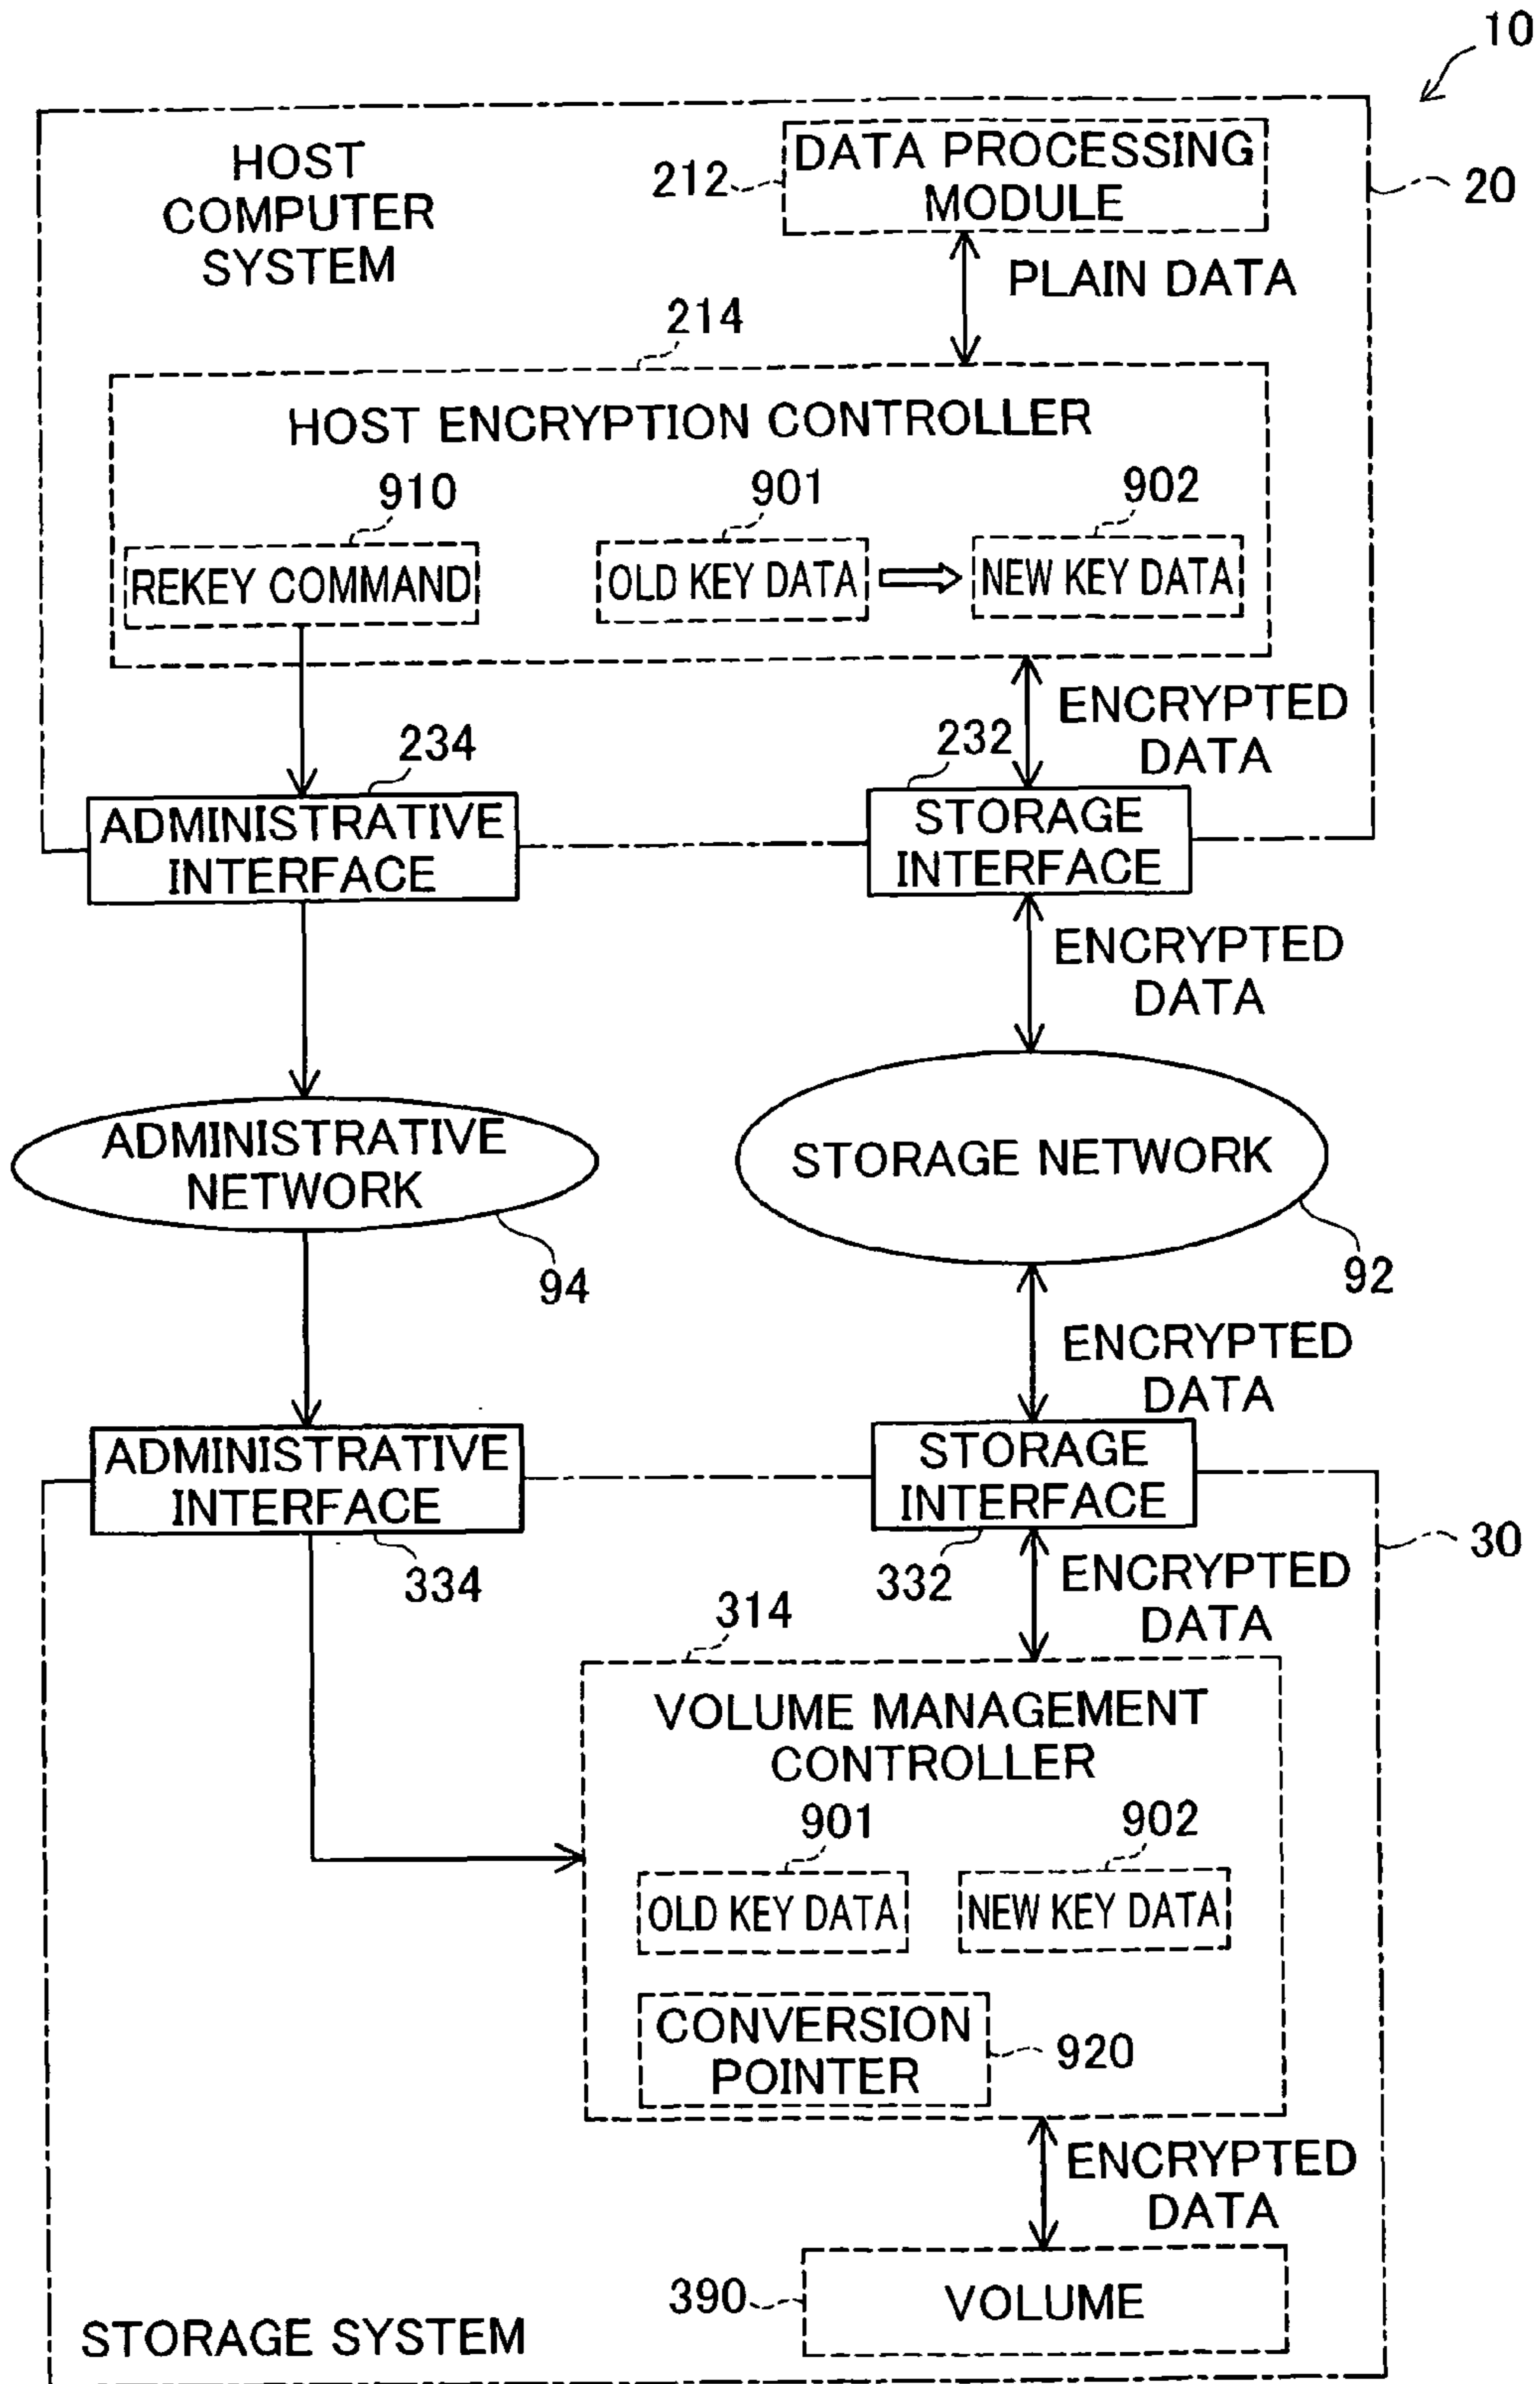 10
HOST
COMPUTER
SYSTEM
212
DATA PROCESSING
MODULE
20
PLAIN DATA
214
HOST ENCRYPTION CONTROLLER
910
901
902
REKEY COMMAND
OLD KEY DATA
NEW KEY DATA
ENCRYPTED
DATA
234
232
ADMINISTRATIVE
INTERFACE
STORAGE
INTERFACE
ENCRYPTED
DATA
ADMINISTRATIVE
NETWORK
STORAGE NETWORK
94
92
ENCRYPTED
DATA
ADMINISTRATIVE
INTERFACE
STORAGE
INTERFACE
30
334
332
ENCRYPTED
DATA
314
VOLUME MANAGEMENT
CONTROLLER
901
902
OLD KEY DATA
NEW KEY DATA
CONVERSION
POINTER
920
ENCRYPTED
DATA
390
VOLUME
STORAGE SYSTEM